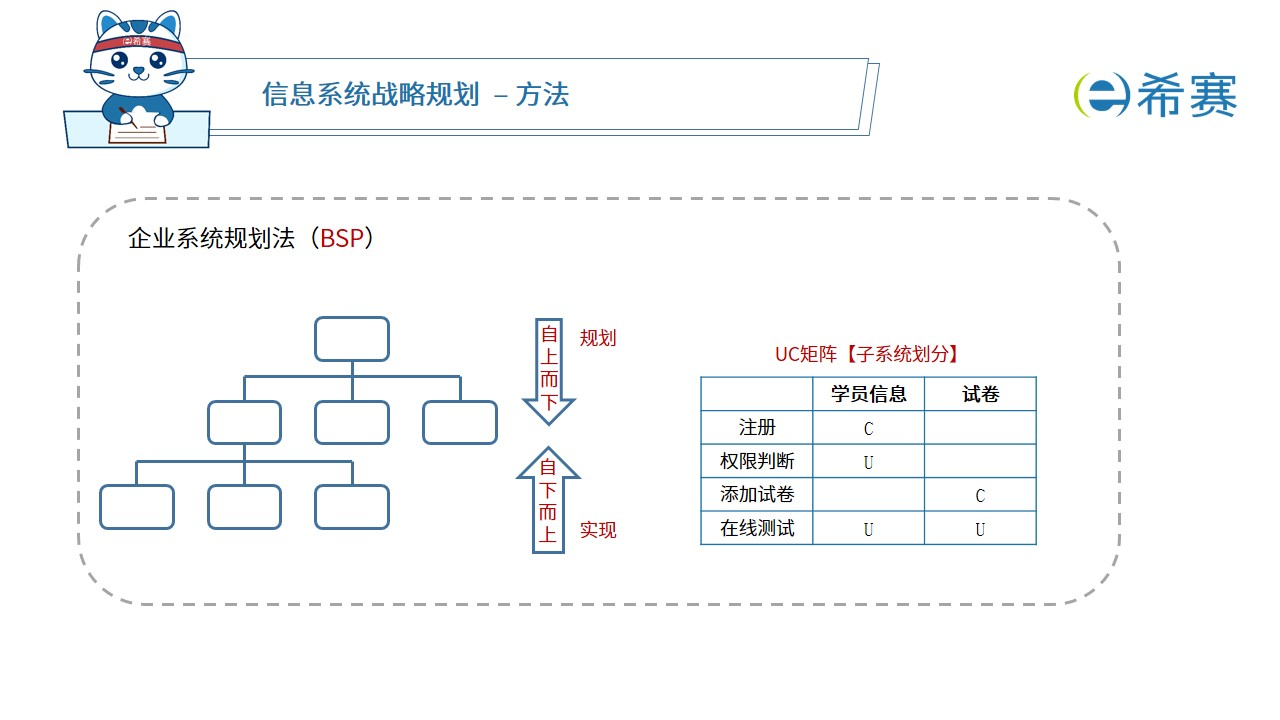 希赛
信息系统战略规划 – 方法
希赛
企业系统规划法（BSP）
自上而下
规划
自下而上
实现
UC矩阵【子系统划分】
学员信息 试卷
注册 C
权限判断 U
添加试卷 C
在线测试 U U